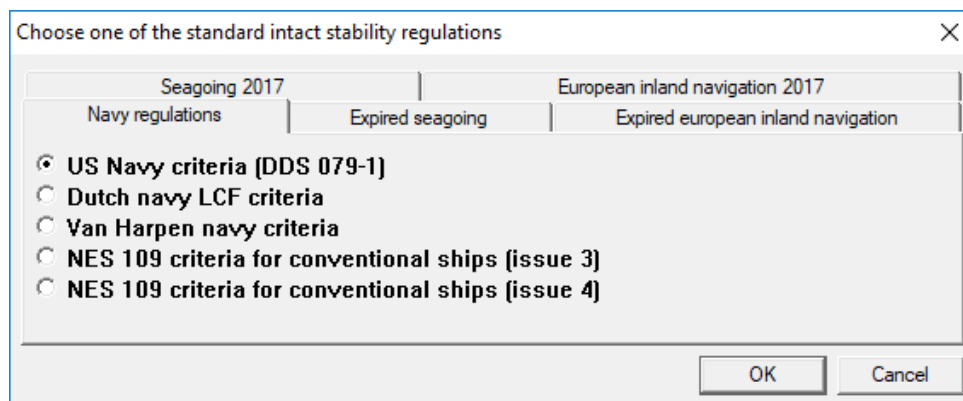 Choose one of the standard intact stability regulations
Seagoing 2017 European inland navigation 2017
Navy regulations Expired seagoing Expired european inland navigation
US Navy criteria (DDS 079-1)
Dutch navy LCF criteria
Van Harpen navy criteria
NES 109 criteria for conventional ships (issue 3)
NES 109 criteria for conventional ships (issue 4)
OK Cancel